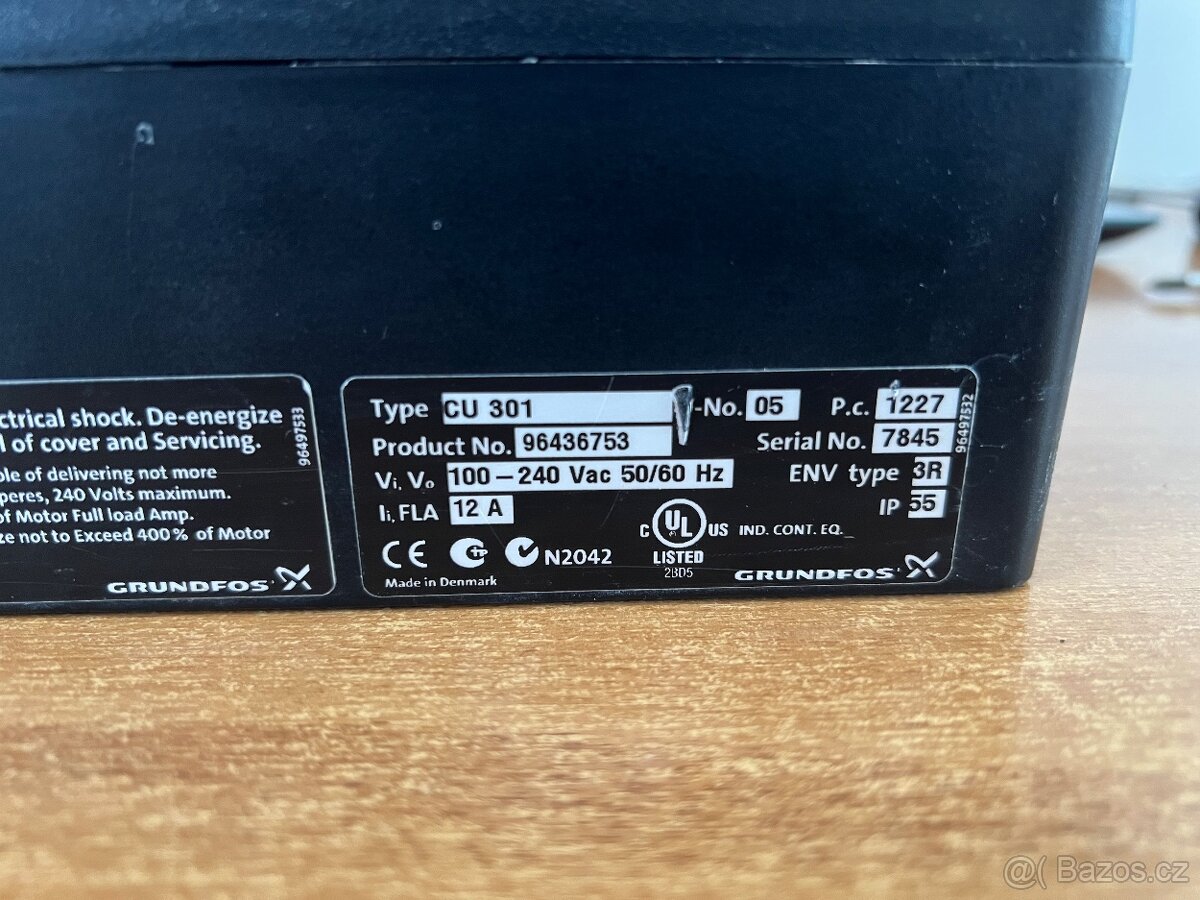 ctrical shock. De-energize
l of cover and Servicing.
ble of delivering not more
peres, 240 Volts maximum.
of Motor Full load Amp.
ze not to Exceed 400% of Motor
96497533
GRUNDFOS
Type CU 301 -No. 05 P.c. 1227
Product No. 96436753 Serial No. 7845
Vi, Vo 100-240 Vac 50/60 Hz ENV type 3R
Ii, FLA 12 A IP 55
CE N2042 C UL US IND. CONT. EQ.
LISTED
2BD5
Made in Denmark
GRUNDFOS
96497532
@( Bazos.cz